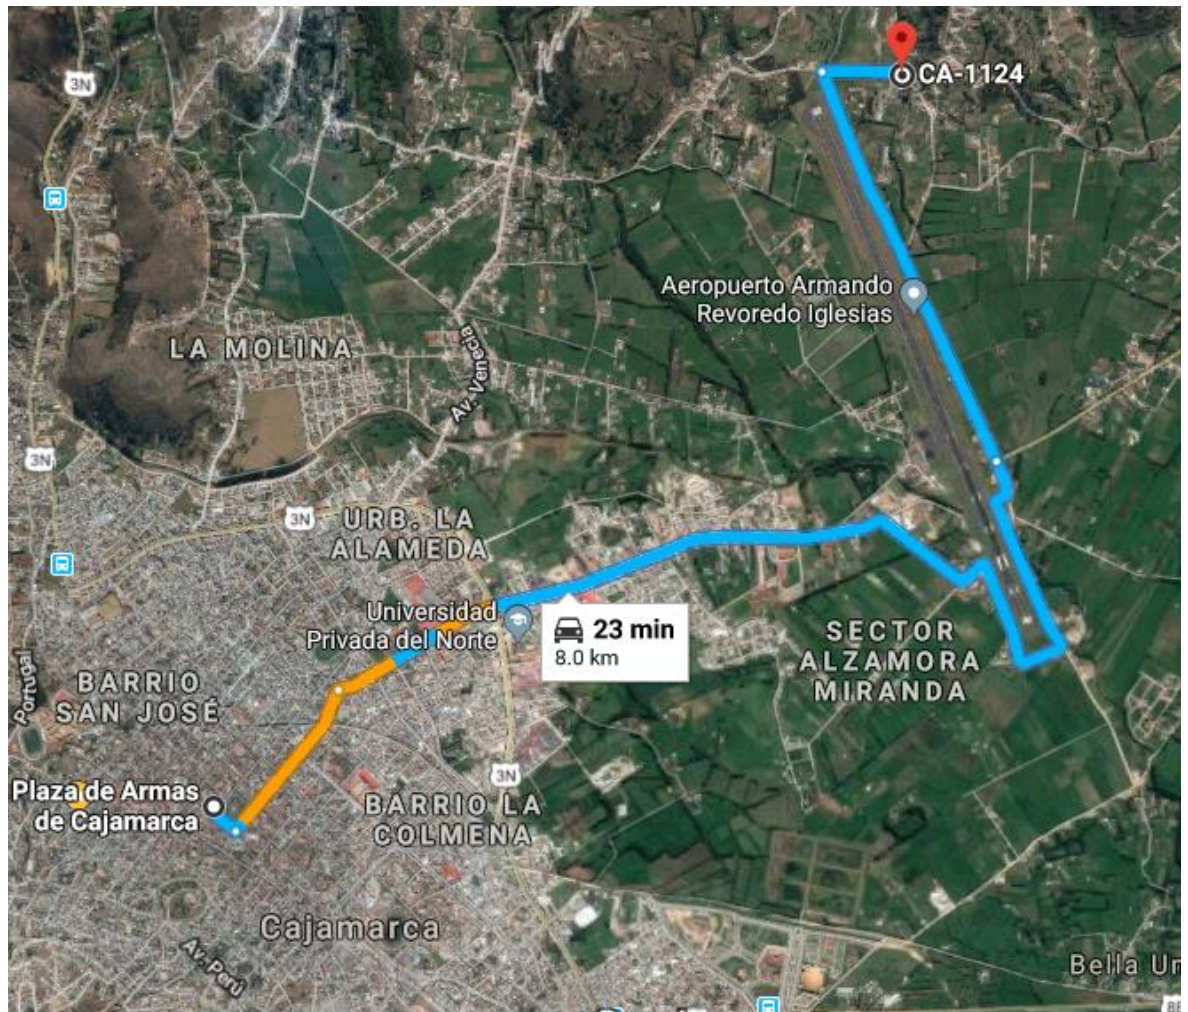 3N
CA-1124
Aeropuerto Armando
Revoredo Iglesias
LA MOLINA
Av. Venecia
3N
3N
URB. LA
ALAMEDA
Universidad
Privada del Norte
23 min
8.0 km
SECTOR
ALZAMORA
MIRANDA
Portugal
BARRIO
SAN JOSÉ
3N
Plaza de Armas
de Cajamarca
BARRIO LA
COLMENA
Cajamarca
Av. Perú
Bella Un